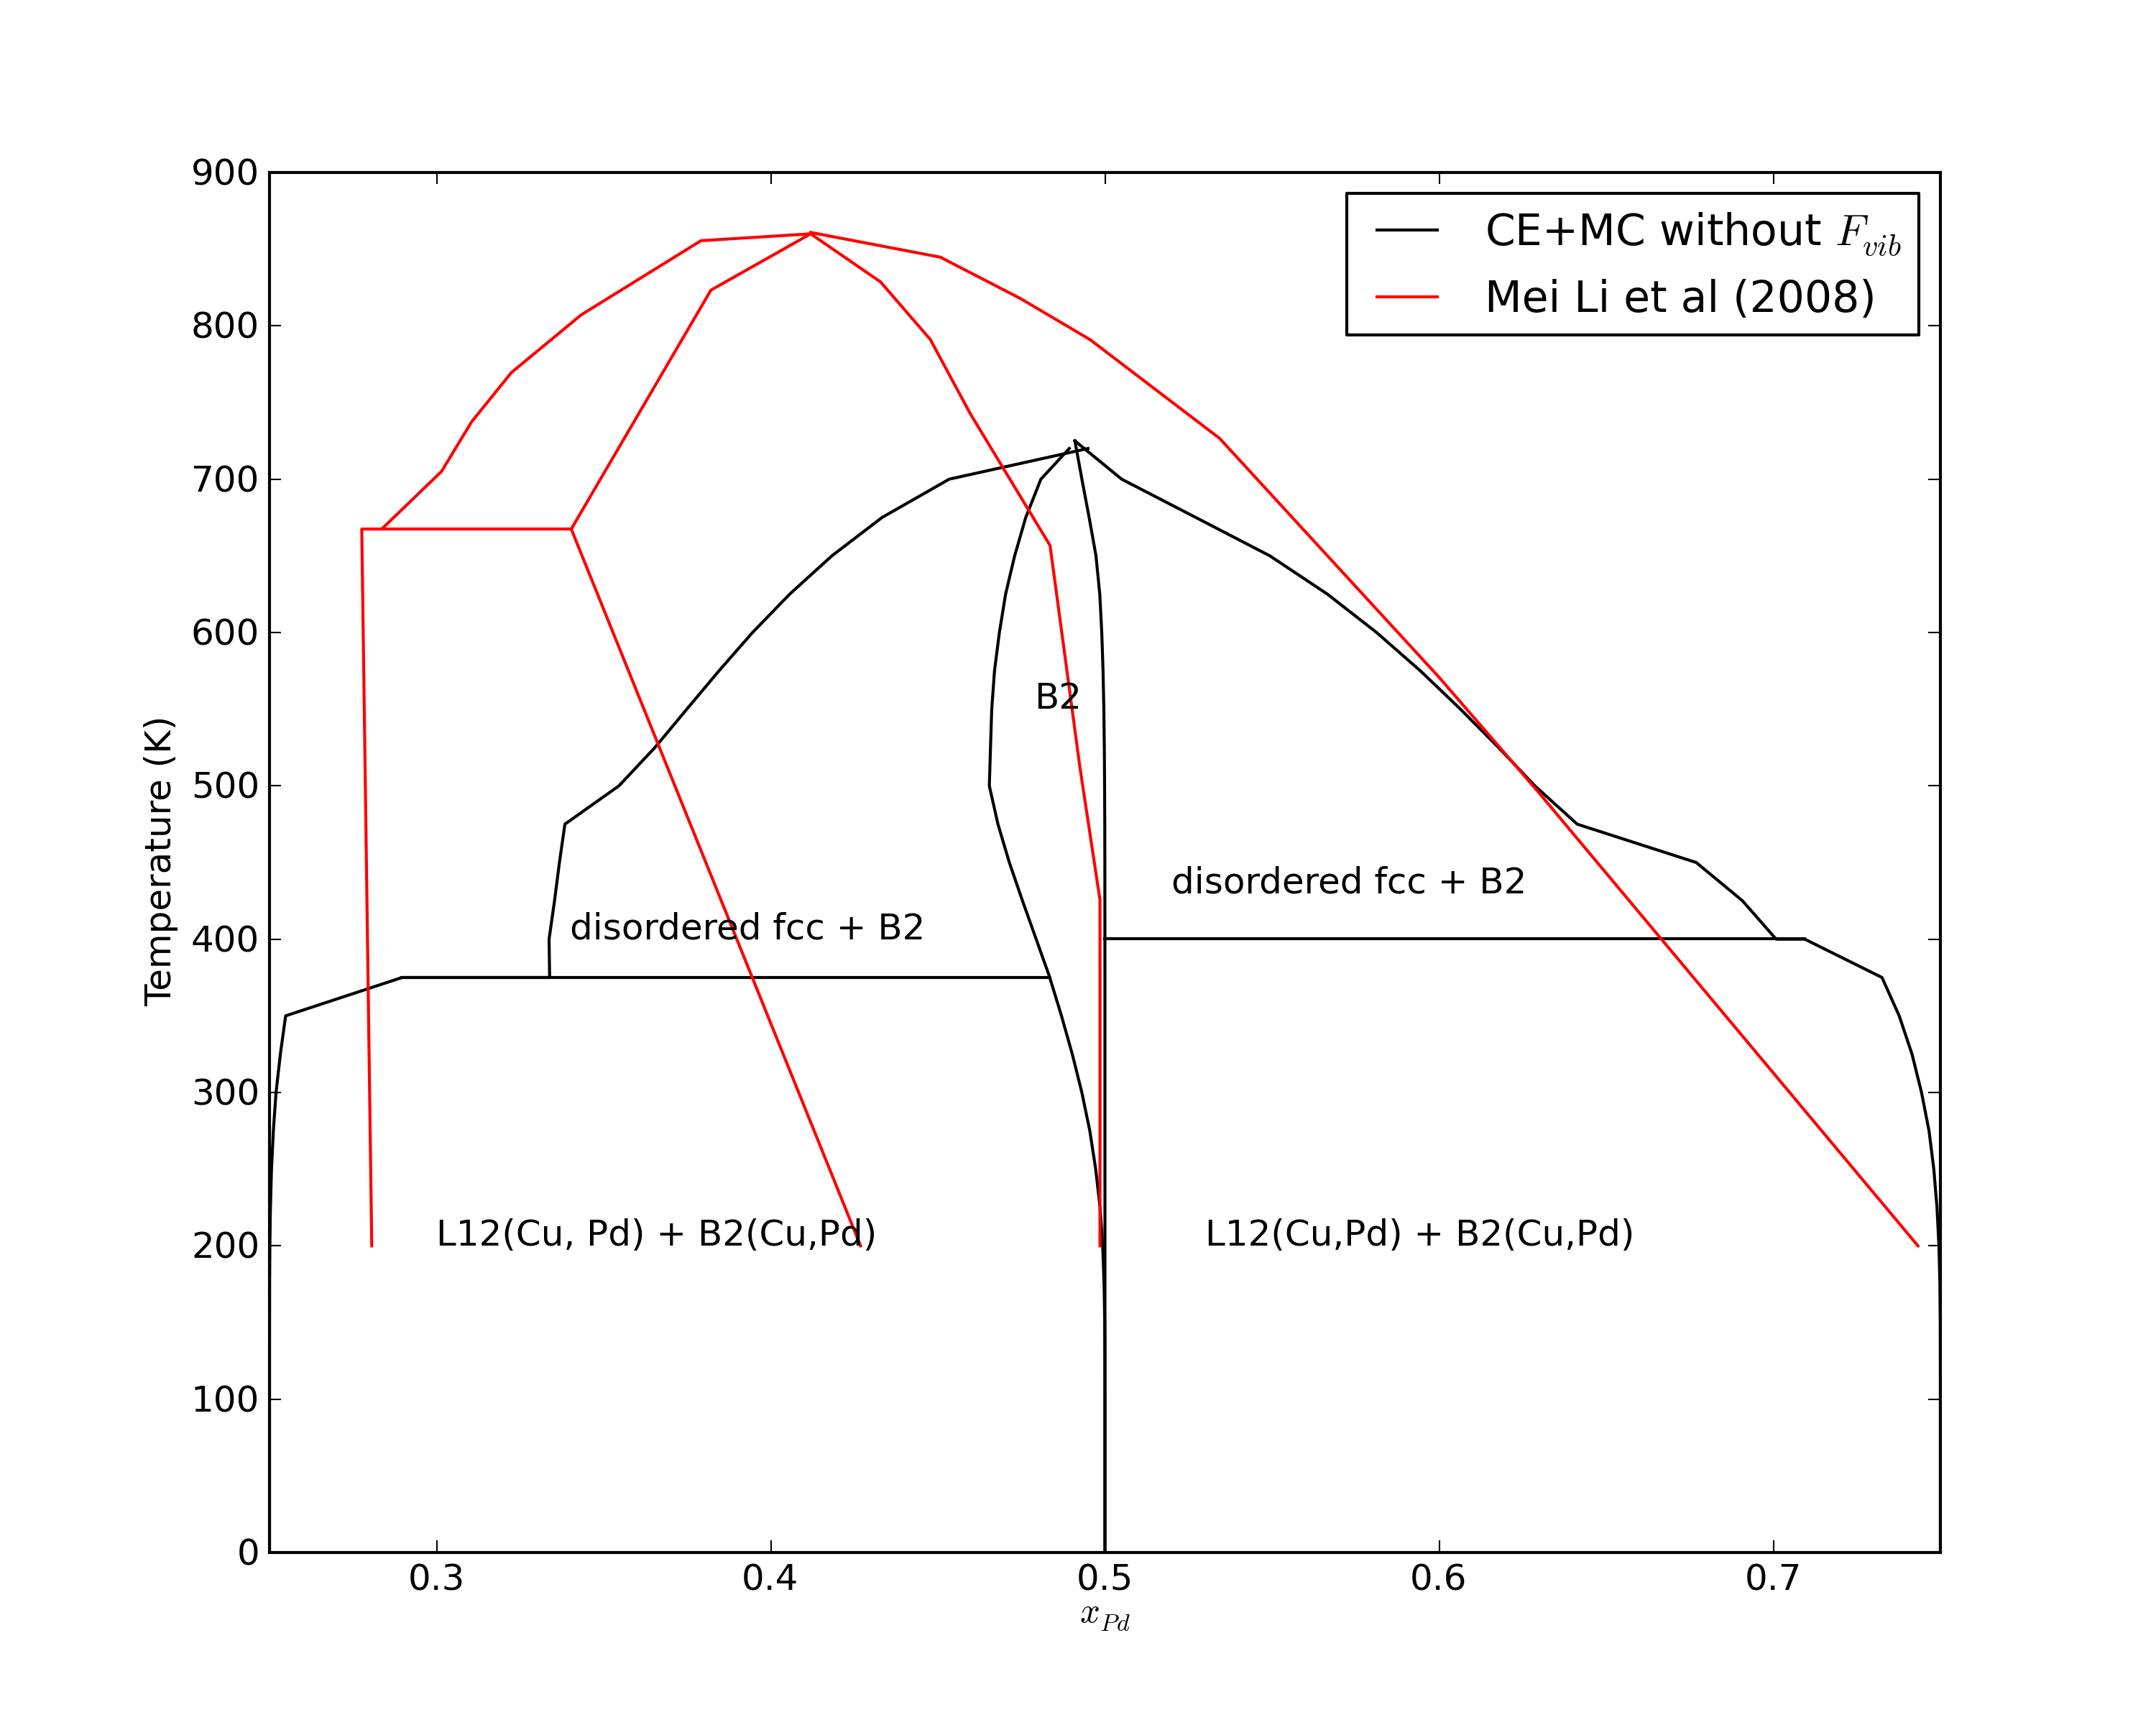 900
800
700
600
500
400
300
200
100
0
Temperature (K)
CE+MC without F_vib
Mei Li et al (2008)
B2
disordered fcc + B2
disordered fcc + B2
L12(Cu, Pd) + B2(Cu,Pd)
L12(Cu,Pd) + B2(Cu,Pd)
0.3 0.4 0.5 0.6 0.7
x_Pd